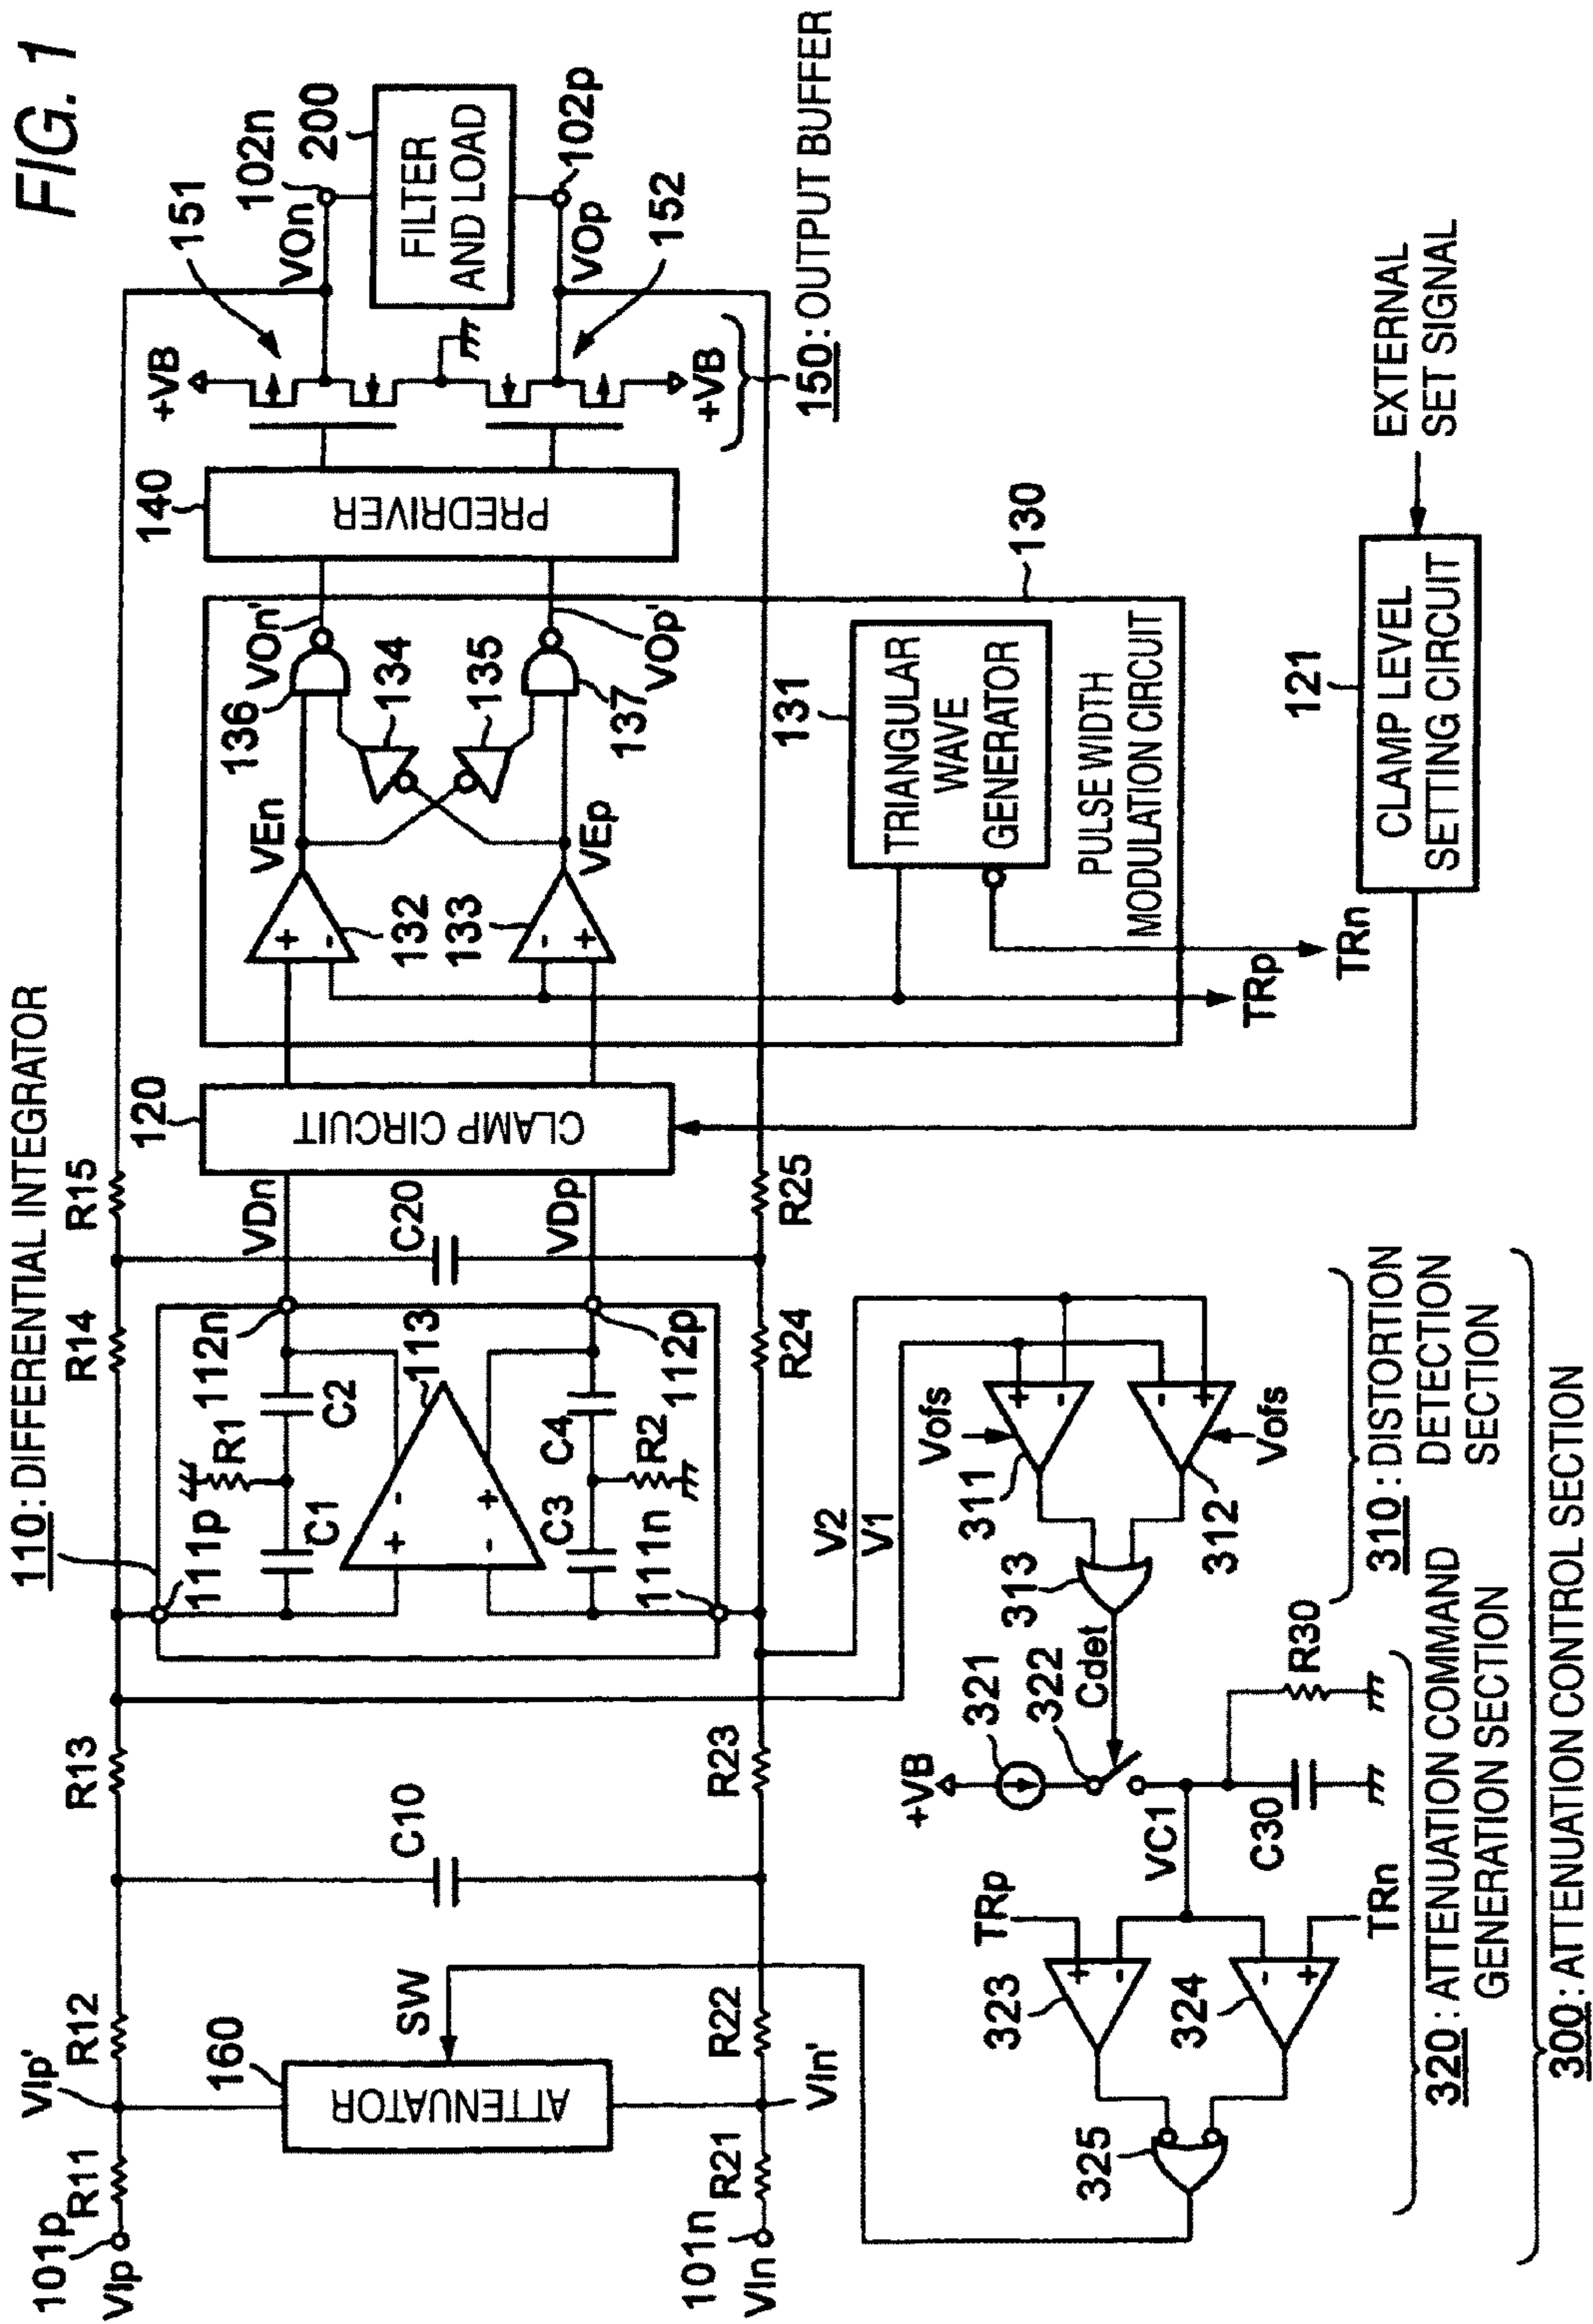 FIG. 1
110: DIFFERENTIAL INTEGRATOR
R15
R14
R13
R12
R11
VIp'
101p
VIp
160
ATTENUATOR
SW
C10
111p
R1
C1
C2
112n
113
VDn
C20
VDp
112p
C4
C3
R2
111n
+
-
-
+
120
CLAMP CIRCUIT
VEn
VEp
132
133
+
-
-
+
136
VOn'
134
135
137
VOp'
140
PREDRIVER
+VB
151
VOn
102n
200
FILTER
AND LOAD
102p
VOp
152
+VB
150: OUTPUT BUFFER
130
131
TRIANGULAR
WAVE
GENERATOR
PULSE WIDTH
MODULATION CIRCUIT
TRp
TRn
121
CLAMP LEVEL
SETTING CIRCUIT
EXTERNAL
SET SIGNAL
101n
VIn
R21
VIn'
R22
R23
R24
R25
V2
V1
Vofs
311
+
-
-
+
312
Vofs
313
Cdet
310: DISTORTION
DETECTION
SECTION
+VB
321
322
VC1
C30
R30
TRp
323
+
-
-
+
324
TRn
325
320: ATTENUATION COMMAND
GENERATION SECTION
300: ATTENUATION CONTROL SECTION